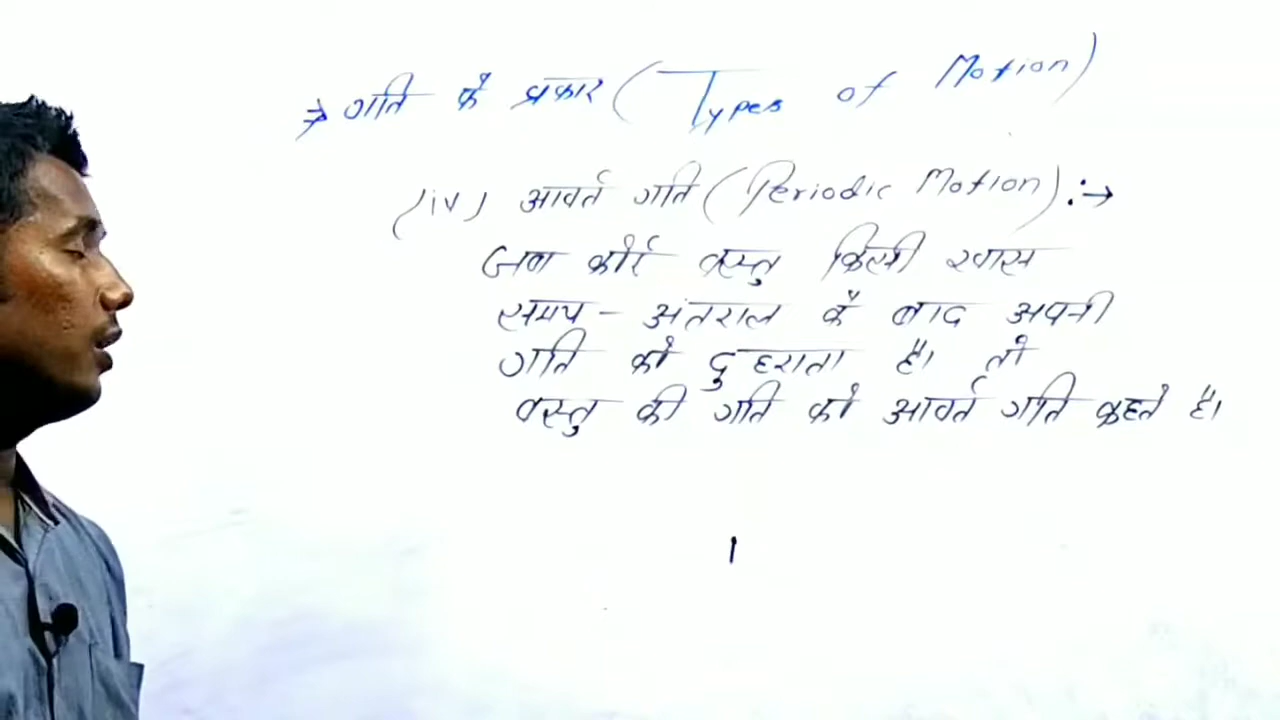 ⇒ गति के प्रकार ( Types of Motion)
(iv) आवर्त गति ( Periodic Motion) :→
जब कोई वस्तु किसी खास
समय - अंतराल के बाद अपनी
गति को दुहराता है। तो
वस्तु की गति को आवर्त गति कहते है।